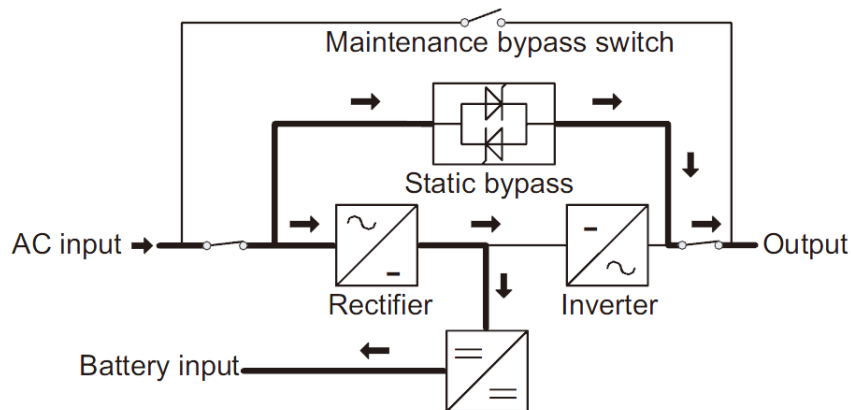 Maintenance bypass switch
Static bypass
AC input
Output
Rectifier
Inverter
Battery input